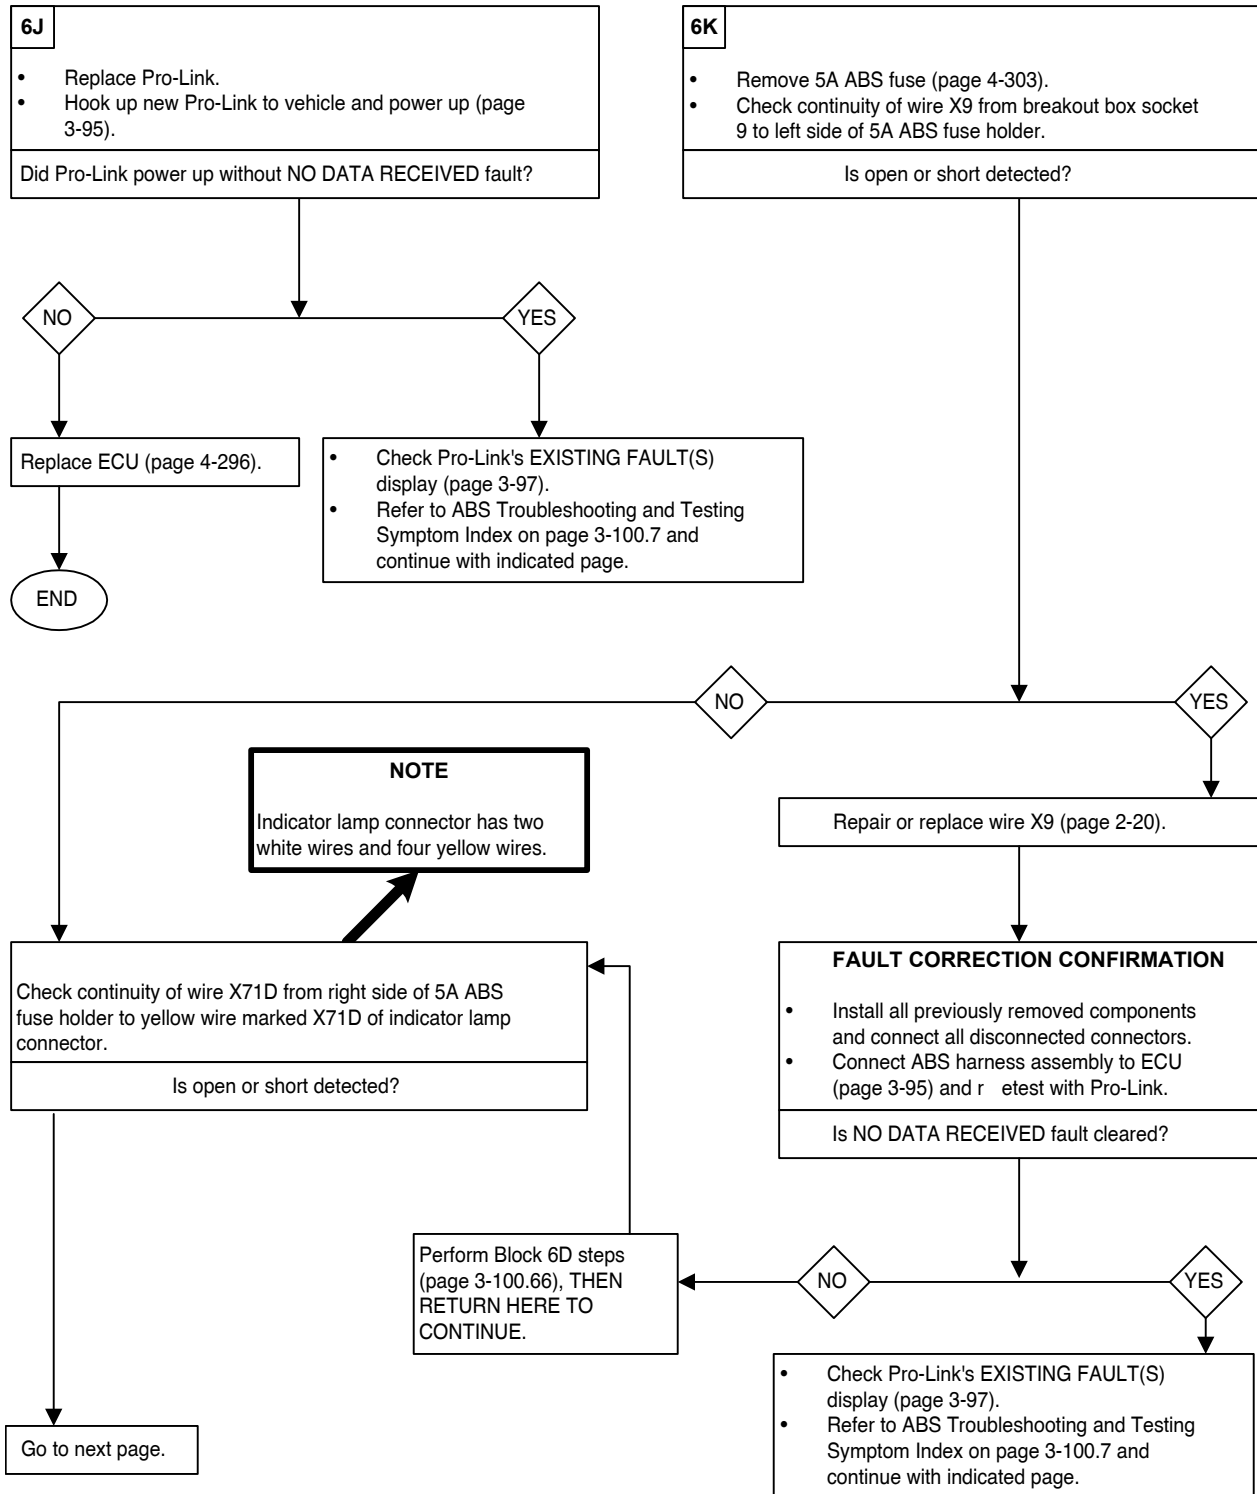 6J
• Replace Pro-Link.
• Hook up new Pro-Link to vehicle and power up (page
3-95).
Did Pro-Link power up without NO DATA RECEIVED fault?
NO
YES
Replace ECU (page 4-296).
END
• Check Pro-Link's EXISTING FAULT(S)
display (page 3-97).
• Refer to ABS Troubleshooting and Testing
Symptom Index on page 3-100.7 and
continue with indicated page.
6K
• Remove 5A ABS fuse (page 4-303).
• Check continuity of wire X9 from breakout box socket
9 to left side of 5A ABS fuse holder.
Is open or short detected?
NO
YES
NOTE
Indicator lamp connector has two
white wires and four yellow wires.
Check continuity of wire X71D from right side of 5A ABS
fuse holder to yellow wire marked X71D of indicator lamp
connector.
Is open or short detected?
Go to next page.
Repair or replace wire X9 (page 2-20).
FAULT CORRECTION CONFIRMATION
• Install all previously removed components
and connect all disconnected connectors.
• Connect ABS harness assembly to ECU
(page 3-95) and r etest with Pro-Link.
Is NO DATA RECEIVED fault cleared?
NO
YES
Perform Block 6D steps
(page 3-100.66), THEN
RETURN HERE TO
CONTINUE.
• Check Pro-Link's EXISTING FAULT(S)
display (page 3-97).
• Refer to ABS Troubleshooting and Testing
Symptom Index on page 3-100.7 and
continue with indicated page.